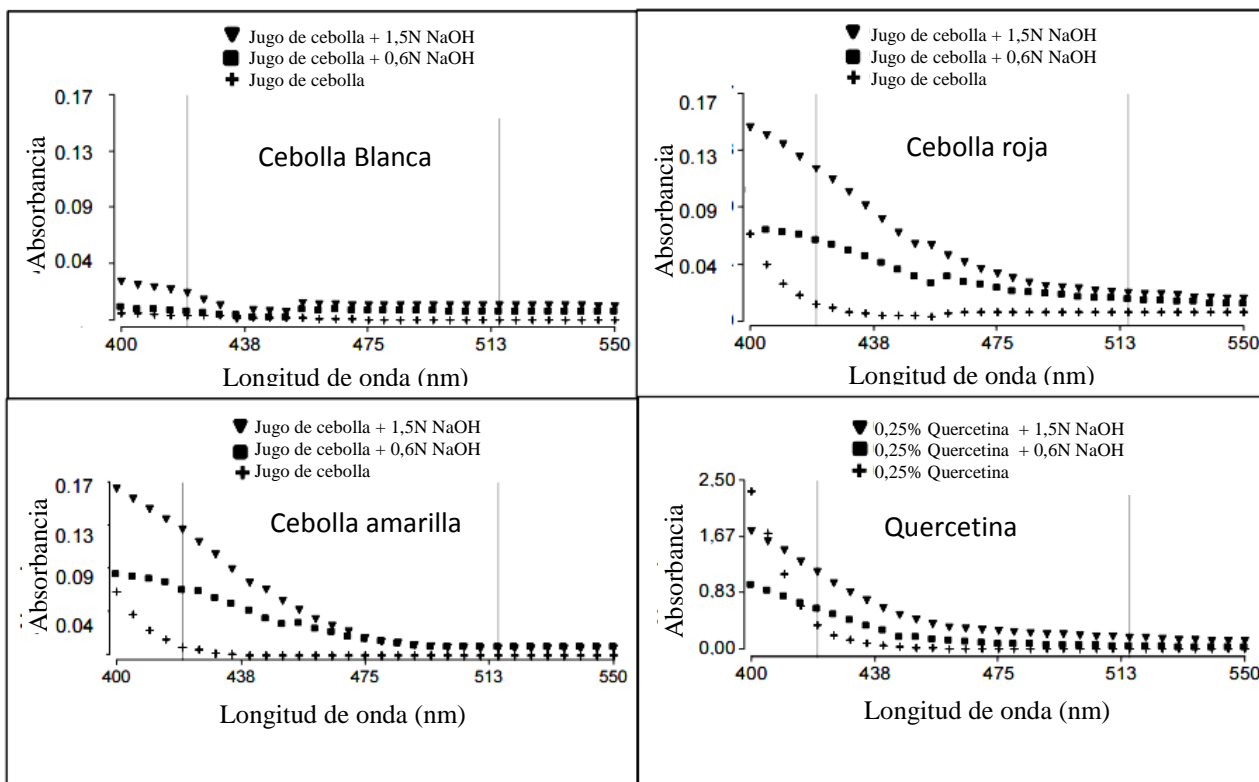 Jugo de cebolla + 1,5N NaOH
Jugo de cebolla + 0,6N NaOH
Jugo de cebolla
Cebolla Blanca
Absorbancia
0.17
0.13
0.09
0.04
400
438
475
513
550
Longitud de onda (nm)
Jugo de cebolla + 1,5N NaOH
Jugo de cebolla + 0,6N NaOH
Jugo de cebolla
Cebolla roja
Absorbancia
0.17
0.13
0.09
0.04
400
438
475
513
550
Longitud de onda (nm)
Jugo de cebolla + 1,5N NaOH
Jugo de cebolla + 0,6N NaOH
Jugo de cebolla
Cebolla amarilla
Absorbancia
0.17
0.13
0.09
0.04
400
438
475
513
550
Longitud de onda (nm)
0,25% Quercetina + 1,5N NaOH
0,25% Quercetina + 0,6N NaOH
0,25% Quercetina
Quercetina
Absorbancia
2.50
1.67
0.83
0.00
400
438
475
513
550
Longitud de onda (nm)